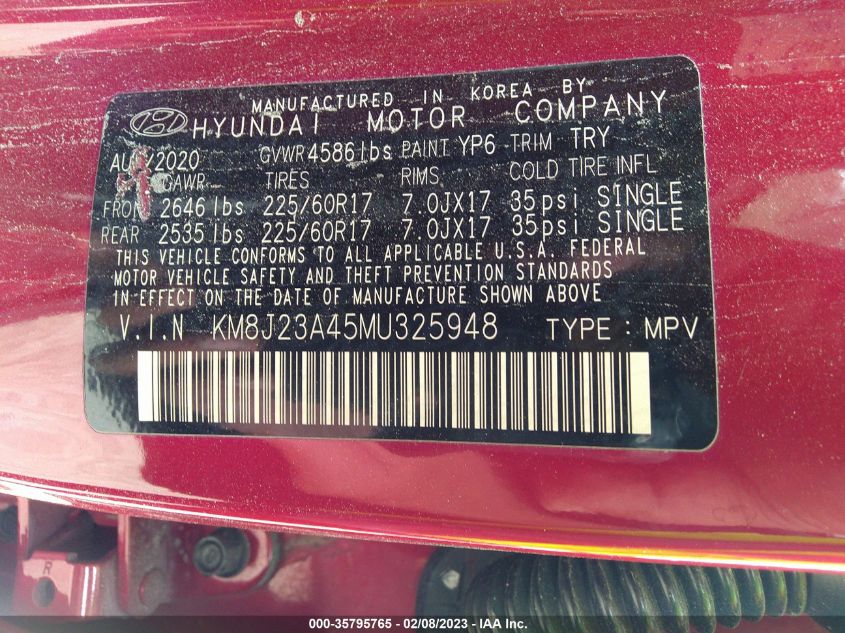 MANUFACTURED IN KOREA BY
HYUNDAI MOTOR COMPANY
/2020 GVWR 4586 lbs PAINT YP6 TRIM TRY
GAWR TIRES RIMS COLD TIRE INFL
FRON 2646 lbs 225/60R17 7.0JX17 35psi SINGLE
REAR 2535 lbs 225/60R17 7.0JX17 35psi SINGLE
THIS VEHICLE CONFORMS TO ALL APPLICABLE U.S.A. FEDERAL
MOTOR VEHICLE SAFETY AND THEFT PREVENTION STANDARDS
IN EFFECT ON THE DATE OF MANUFACTURE SHOWN ABOVE
V.I.N KM8J23A45MU325948 TYPE : MPV
R
000-35795765 - 02/08/2023 - IAA Inc.